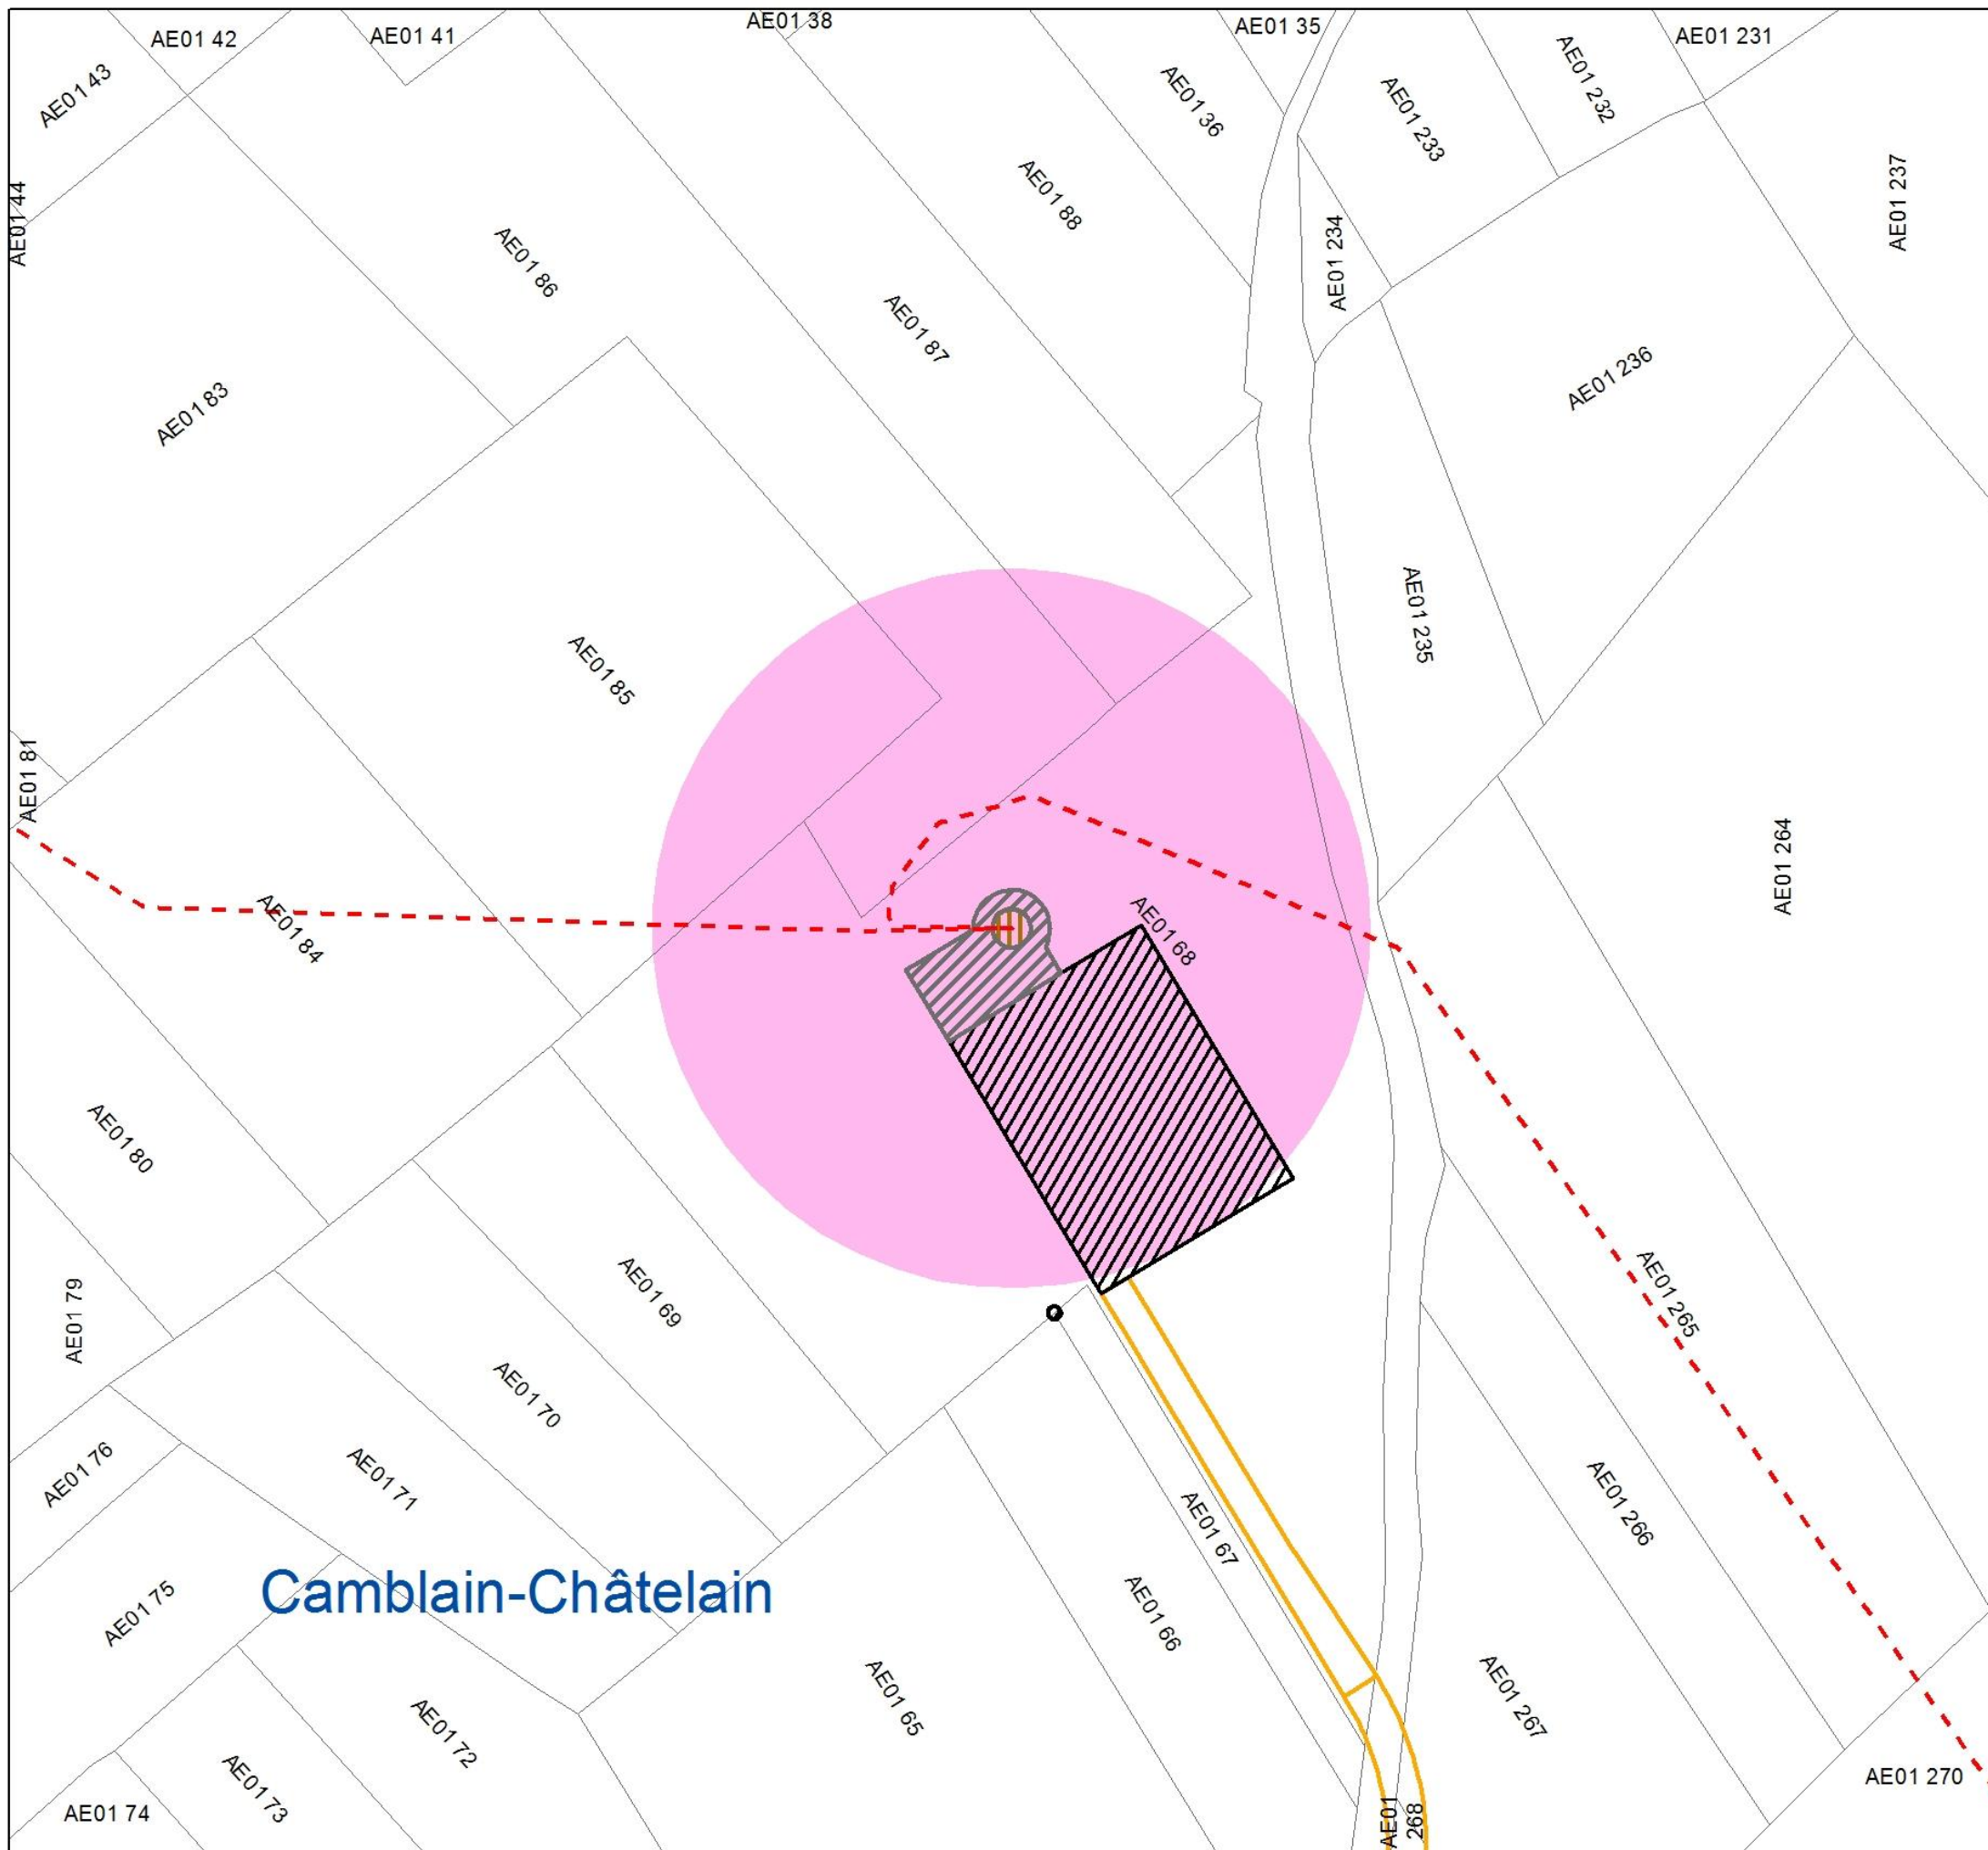 AE01 42
AE01 41
AE01 38
AE01 35
AE01 231
AE01 43
AE01 36
AE01 233
AE01 232
AE01 44
AE01 88
AE01 237
AE01 86
AE01 234
AE01 87
AE01 236
AE01 83
AE01 85
AE01 235
AE01 81
AE01 264
AE01 84
AE01 68
AE01 80
AE01 79
AE01 69
AE01 265
AE01 70
AE01 76
AE01 71
AE01 67
AE01 266
Camblain-Châtelain
AE01 75
AE01 66
AE01 65
AE01 267
AE01 72
AE01 73
AE01 74
AE01 270
AE01
268